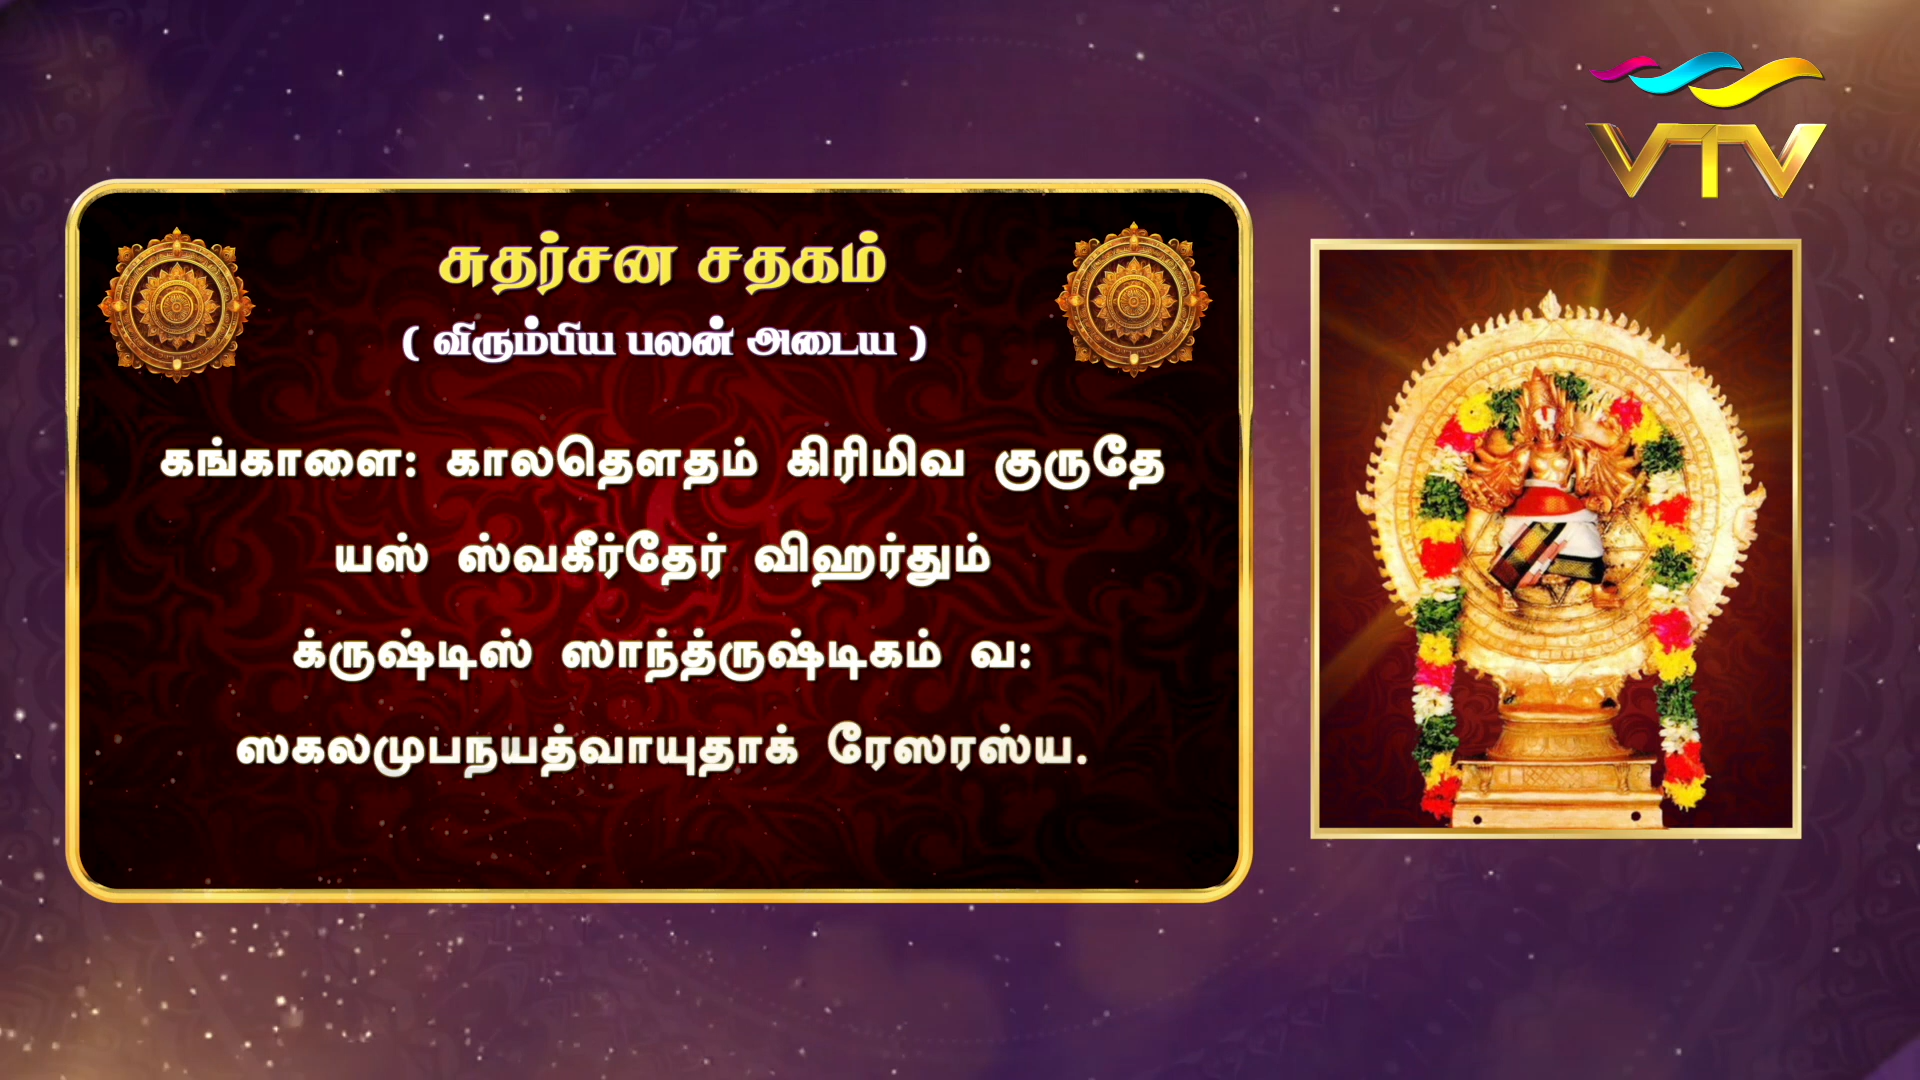 VTV
சுதர்சன சதகம்
( விரும்பிய பலன் அடைய )
கங்காளை: காலதௌதம் கிரிமிவ குருதே
யஸ் ஸ்வகீர்தேர் விஹர்தும்
க்ருஷ்டிஸ் ஸாந்த்ருஷ்டிகம் வ:
ஸகலமுபநயத்வாயுதாக் ரேஸரஸ்ய.